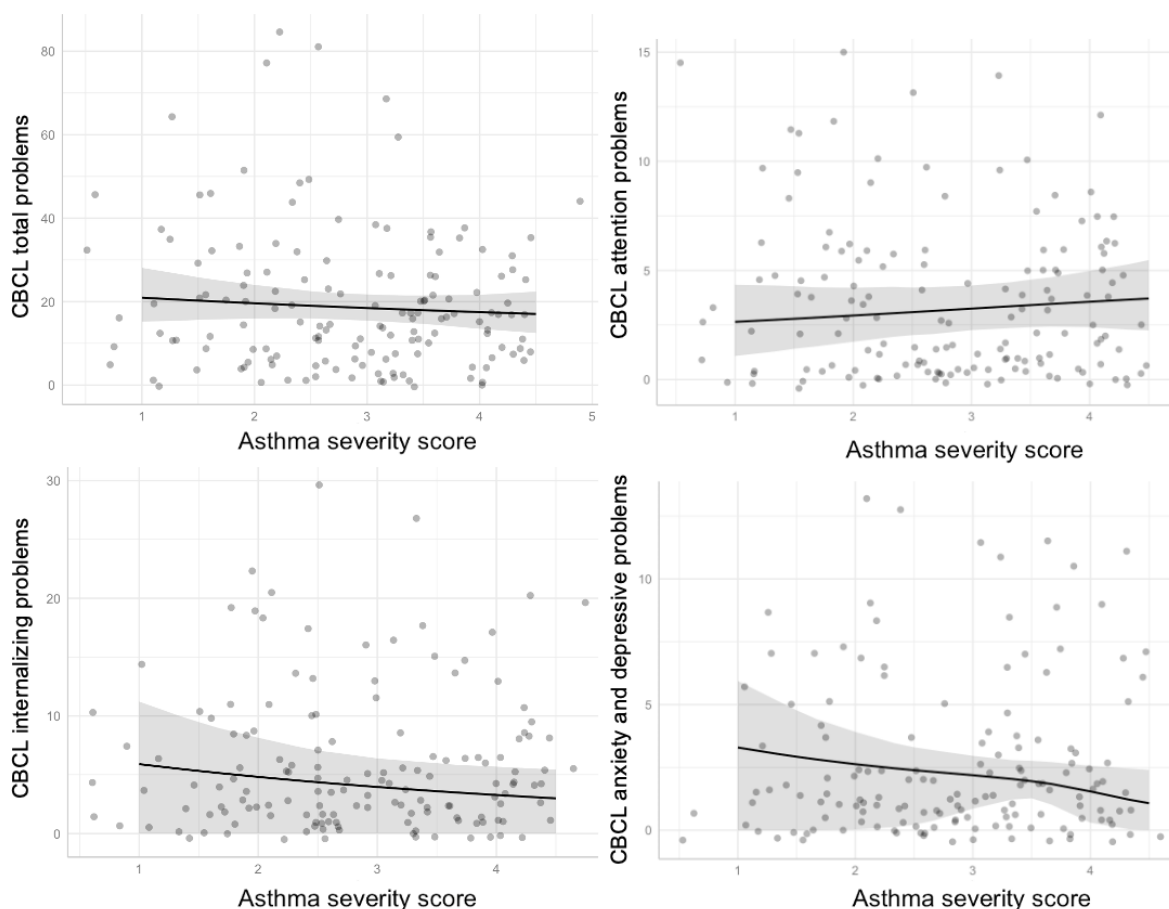 CBCL total problems
80
60
40
20
0
1 2 3 4 5
Asthma severity score
CBCL attention problems
15
10
5
0
1 2 3 4
Asthma severity score
CBCL internalizing problems
30
20
10
0
1 2 3 4
Asthma severity score
CBCL anxiety and depressive problems
10
5
0
1 2 3 4
Asthma severity score